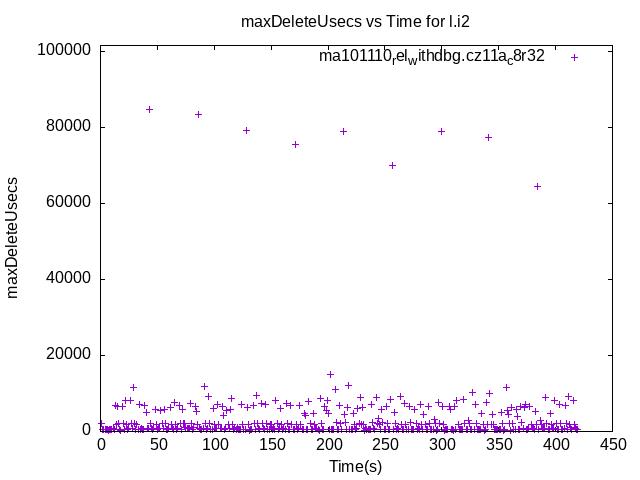 maxDeleteUsecs vs Time for l.i2
ma101110_rel_withdbg.cz11a_c8r32
100000
80000
60000
40000
20000
0
maxDeleteUsecs
0 50 100 150 200 250 300 350 400 450
Time(s)